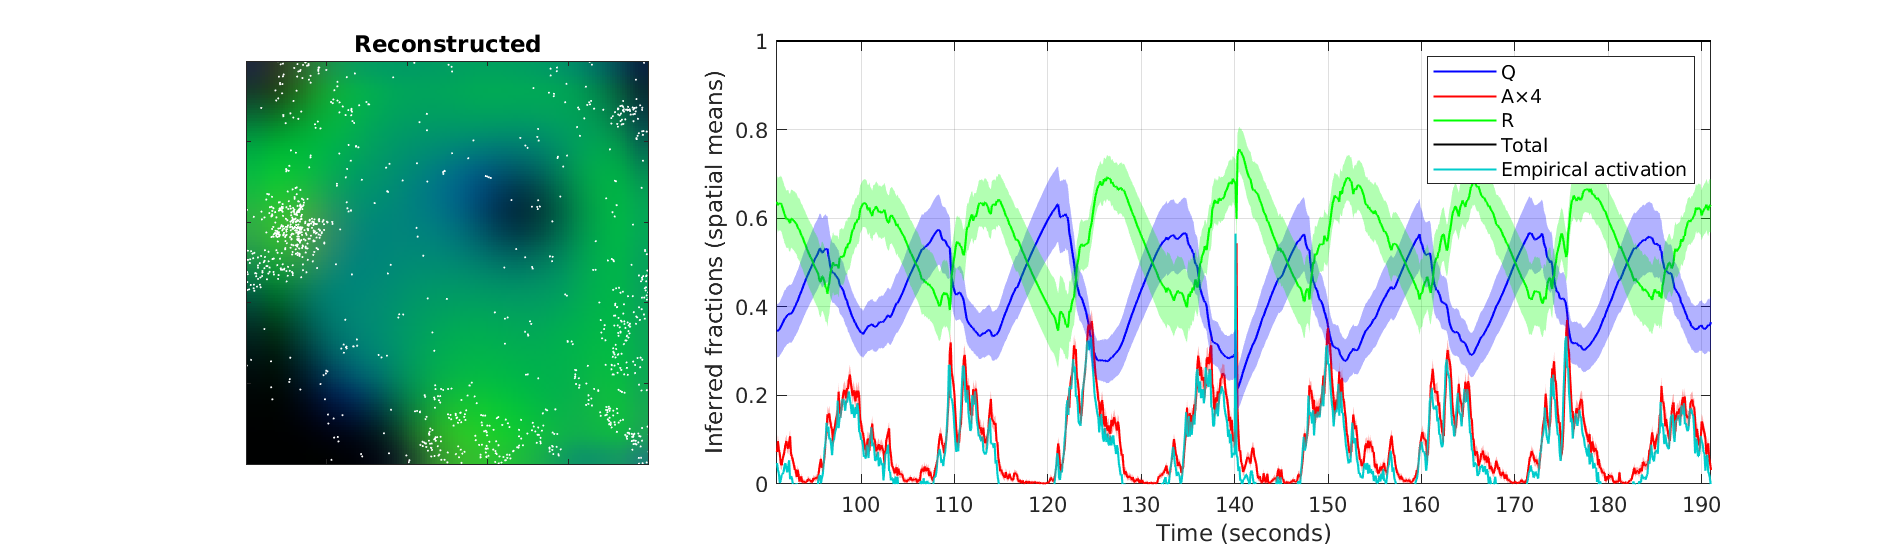 Reconstructed
Inferred fractions (spatial means)
1
0.8
0.6
0.4
0.2
0
Q
A×4
R
Total
Empirical activation
100 110 120 130 140 150 160 170 180 190
Time (seconds)